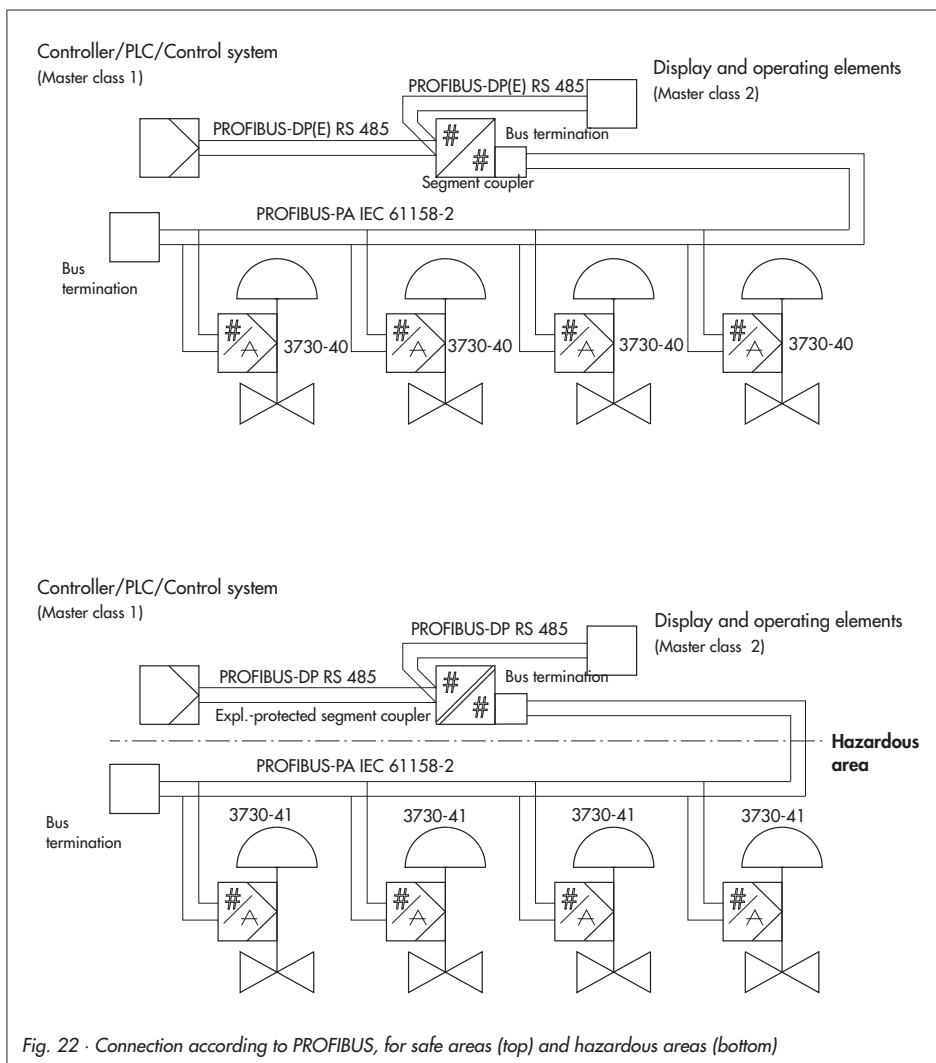 Controller/PLC/Control system
(Master class 1)
PROFIBUS-DP(E) RS 485
Display and operating elements
(Master class 2)
PROFIBUS-DP(E) RS 485
#
#
Bus termination
Segment coupler
PROFIBUS-PA IEC 61158-2
Bus
termination
#
A
3730-40
#
A
3730-40
#
A
3730-40
#
A
3730-40
Controller/PLC/Control system
(Master class 1)
PROFIBUS-DP RS 485
Display and operating elements
(Master class 2)
PROFIBUS-DP RS 485
#
#
Bus termination
Expl.-protected segment coupler
Hazardous
area
PROFIBUS-PA IEC 61158-2
Bus
termination
3730-41
3730-41
3730-41
3730-41
#
A
#
A
#
A
#
A
Fig. 22 · Connection according to PROFIBUS, for safe areas (top) and hazardous areas (bottom)